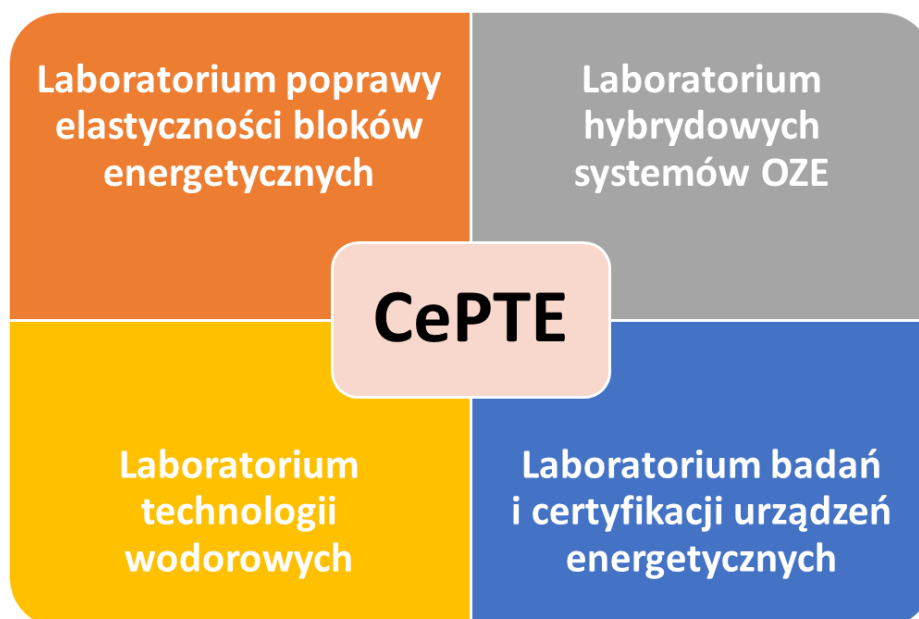 Laboratorium poprawy
elastyczności bloków
energetycznych
Laboratorium
hybrydowych
systemów OZE
CePTE
Laboratorium
technologii
wodorowych
Laboratorium badań
i certyfikacji urządzeń
energetycznych